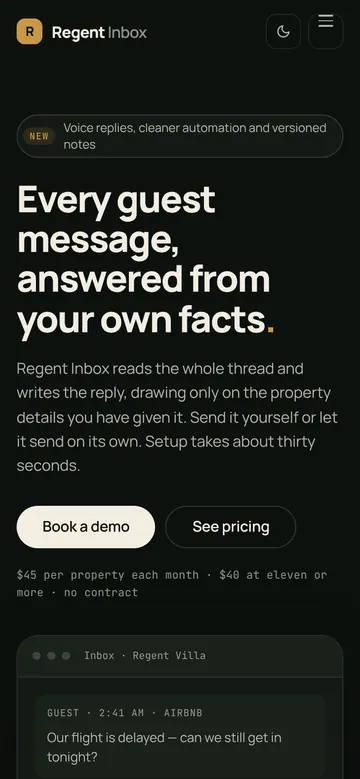 R Regent Inbox
NEW Voice replies, cleaner automation and versioned
notes
Every guest
message,
answered from
your own facts.
Regent Inbox reads the whole thread and
writes the reply, drawing only on the property
details you have given it. Send it yourself or let
it send on its own. Setup takes about thirty
seconds.
Book a demo See pricing
$45 per property each month · $40 at eleven or
more · no contract
Inbox · Regent Villa
GUEST · 2:41 AM · AIRBNB
Our flight is delayed — can we still get in
tonight?